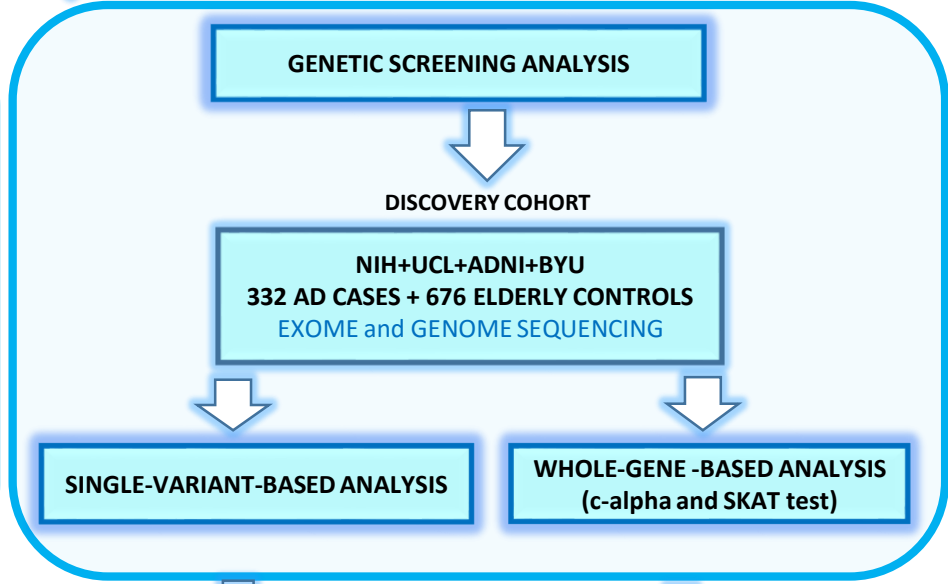 GENETIC SCREENING ANALYSIS
DISCOVERY COHORT
NIH+UCL+ADNI+BYU
332 AD CASES + 676 ELDERLY CONTROLS
EXOME and GENOME SEQUENCING
SINGLE-VARIANT-BASED ANALYSIS
WHOLE-GENE -BASED ANALYSIS
(c-alpha and SKAT test)